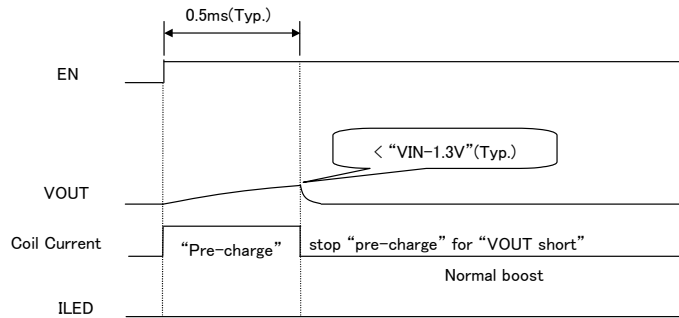 0.5ms(Typ.)
EN
< “VIN-1.3V”(Typ.)
VOUT
Coil Current
“Pre-charge”
stop “pre-charge” for “VOUT short”
Normal boost
ILED